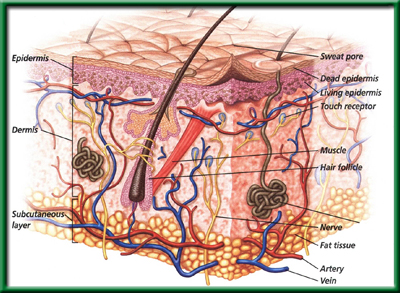 Epidermis
Dermis
Subcutaneous
layer
Sweat pore
Dead epidermis
Living epidermis
Touch receptor
Muscle
Hair follicle
Nerve
Fat tissue
Artery
Vein